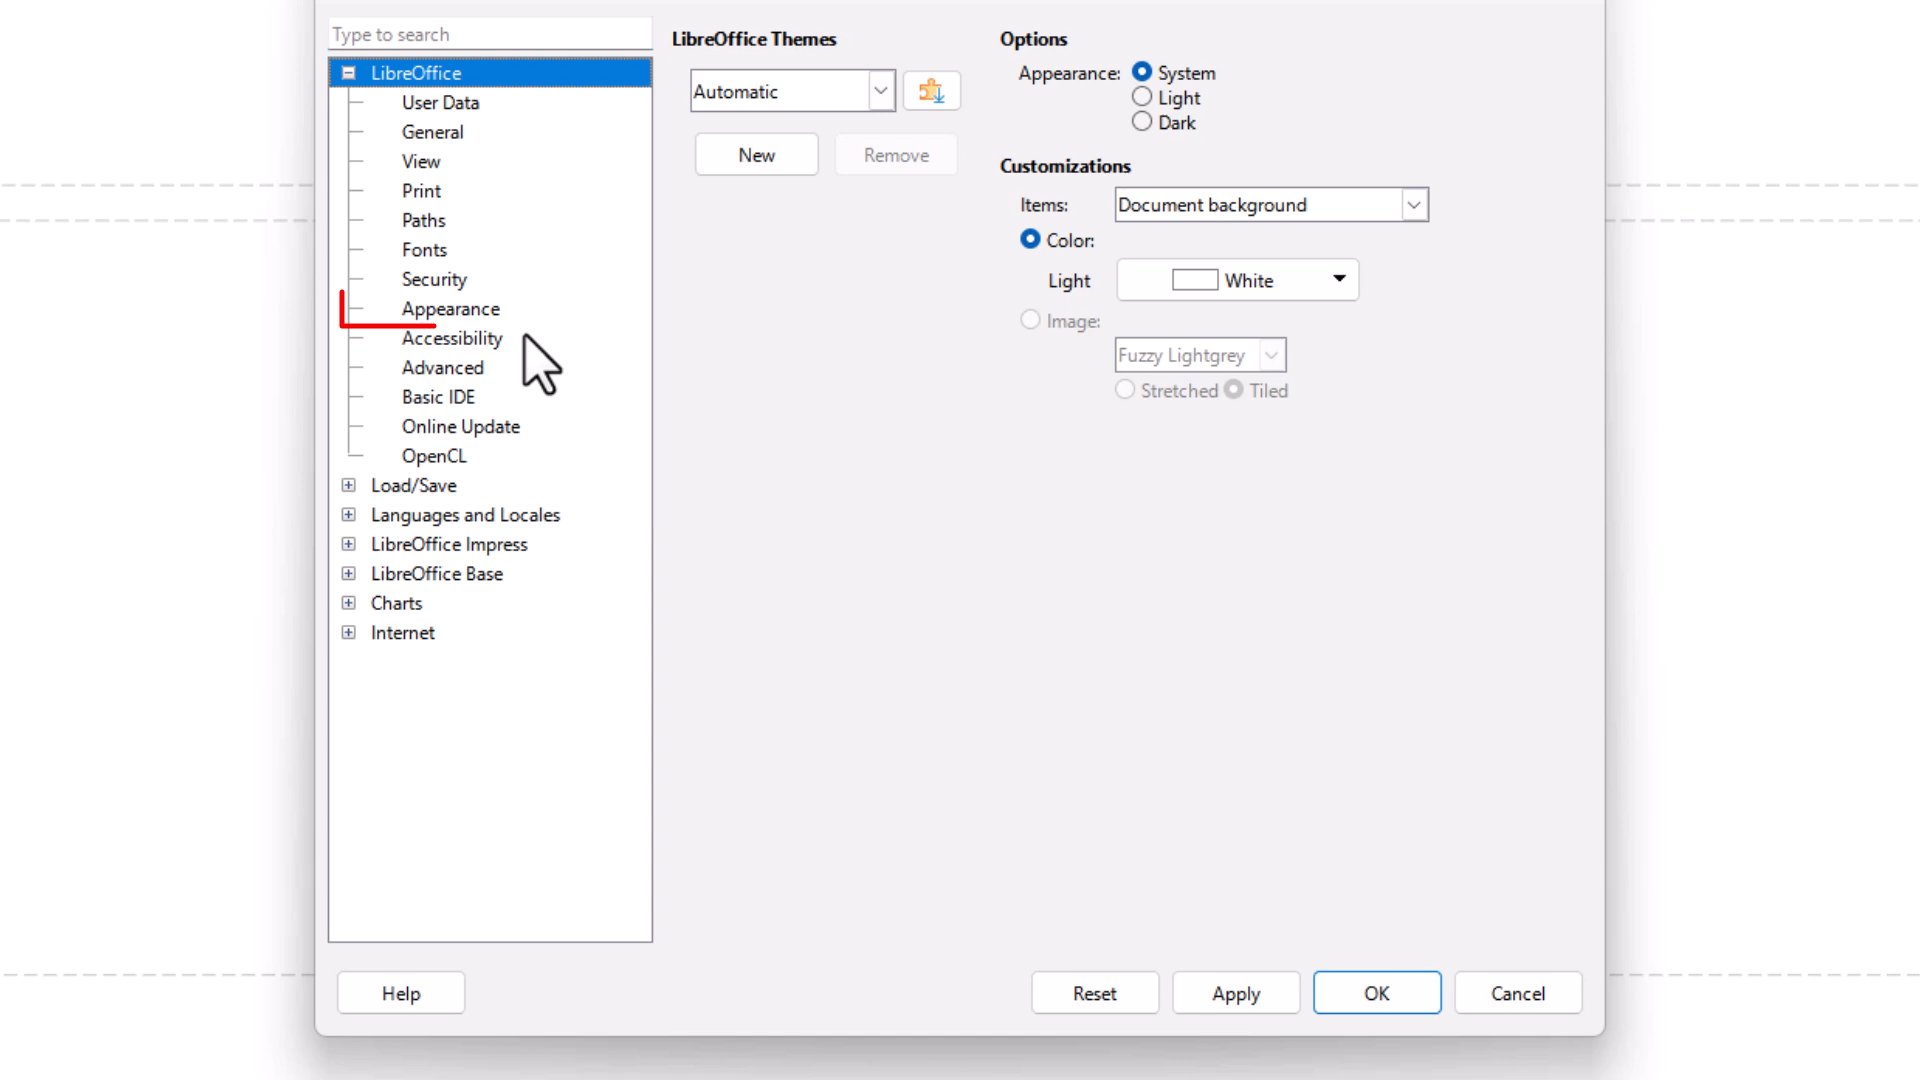 Type to search
LibreOffice
User Data
General
View
Print
Paths
Fonts
Security
Appearance
Accessibility
Advanced
Basic IDE
Online Update
OpenCL
Load/Save
Languages and Locales
LibreOffice Impress
LibreOffice Base
Charts
Internet
LibreOffice Themes
Automatic
New Remove
Options
Appearance: System
Light
Dark
Customizations
Items: Document background
Color:
Light White
Image:
Fuzzy Lightgrey
Stretched Tiled
Help Reset Apply OK Cancel